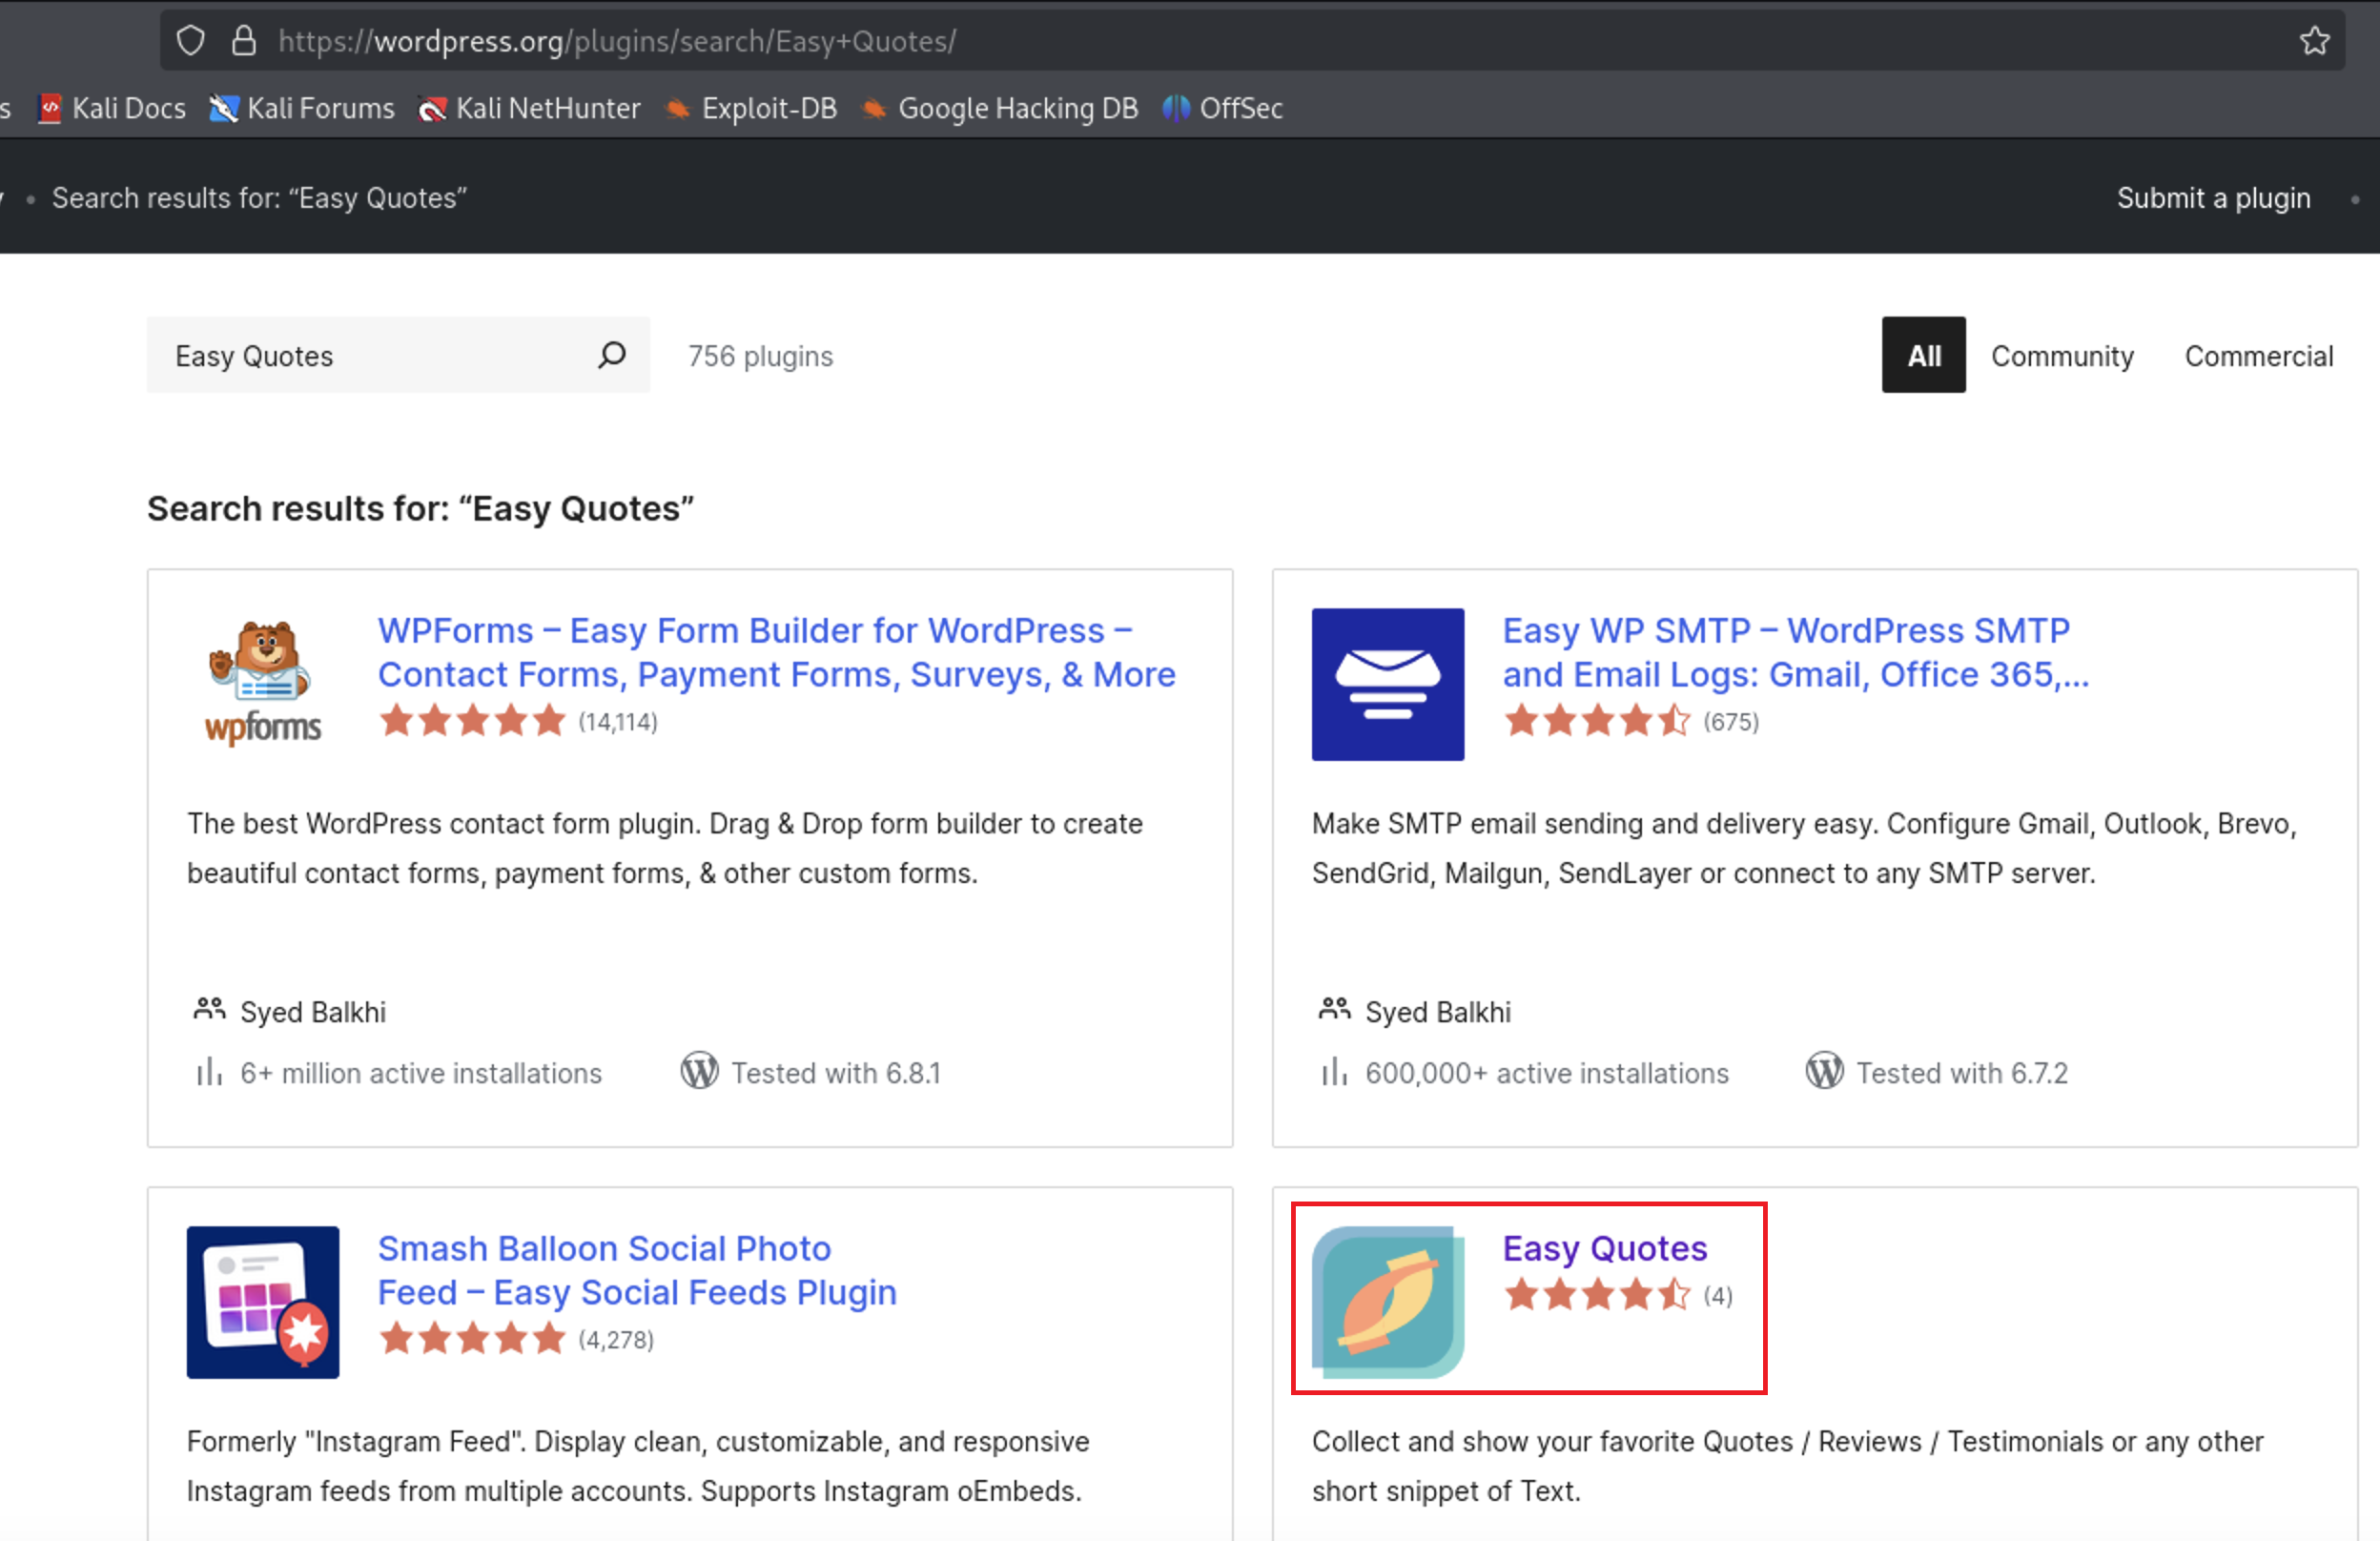 https://wordpress.org/plugins/search/Easy+Quotes/
s Kali Docs Kali Forums Kali NetHunter Exploit-DB Google Hacking DB OffSec
• Search results for: “Easy Quotes” Submit a plugin •
Easy Quotes 756 plugins All Community Commercial
Search results for: “Easy Quotes”
wpforms
WPForms – Easy Form Builder for WordPress –
Contact Forms, Payment Forms, Surveys, & More
(14,114)
The best WordPress contact form plugin. Drag & Drop form builder to create
beautiful contact forms, payment forms, & other custom forms.
Syed Balkhi
6+ million active installations Tested with 6.8.1
Easy WP SMTP – WordPress SMTP
and Email Logs: Gmail, Office 365,...
(675)
Make SMTP email sending and delivery easy. Configure Gmail, Outlook, Brevo,
SendGrid, Mailgun, SendLayer or connect to any SMTP server.
Syed Balkhi
600,000+ active installations Tested with 6.7.2
Smash Balloon Social Photo
Feed – Easy Social Feeds Plugin
(4,278)
Formerly "Instagram Feed". Display clean, customizable, and responsive
Instagram feeds from multiple accounts. Supports Instagram oEmbeds.
Easy Quotes
(4)
Collect and show your favorite Quotes / Reviews / Testimonials or any other
short snippet of Text.